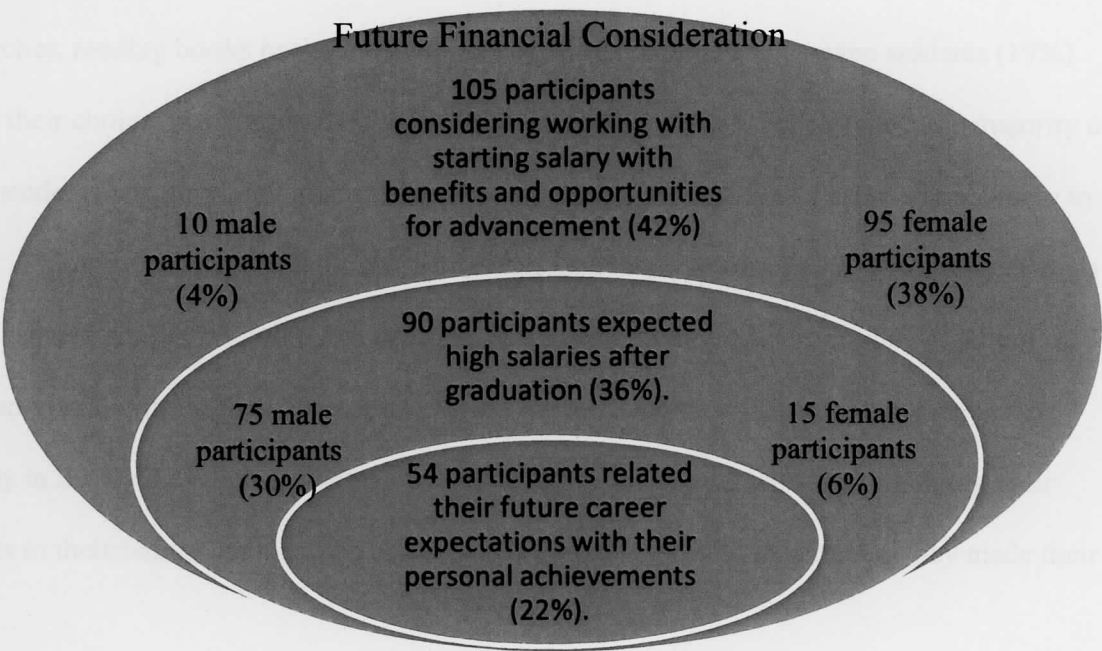 Future Financial Consideration
105 participants
considering working with
starting salary with
benefits and opportunities
for advancement (42%)
10 male
participants
(4%)
95 female
participants
(38%)
90 participants expected
high salaries after
graduation (36%).
75 male
participants
(30%)
15 female
participants
(6%)
54 participants related
their future career
expectations with their
personal achievements
(22%).